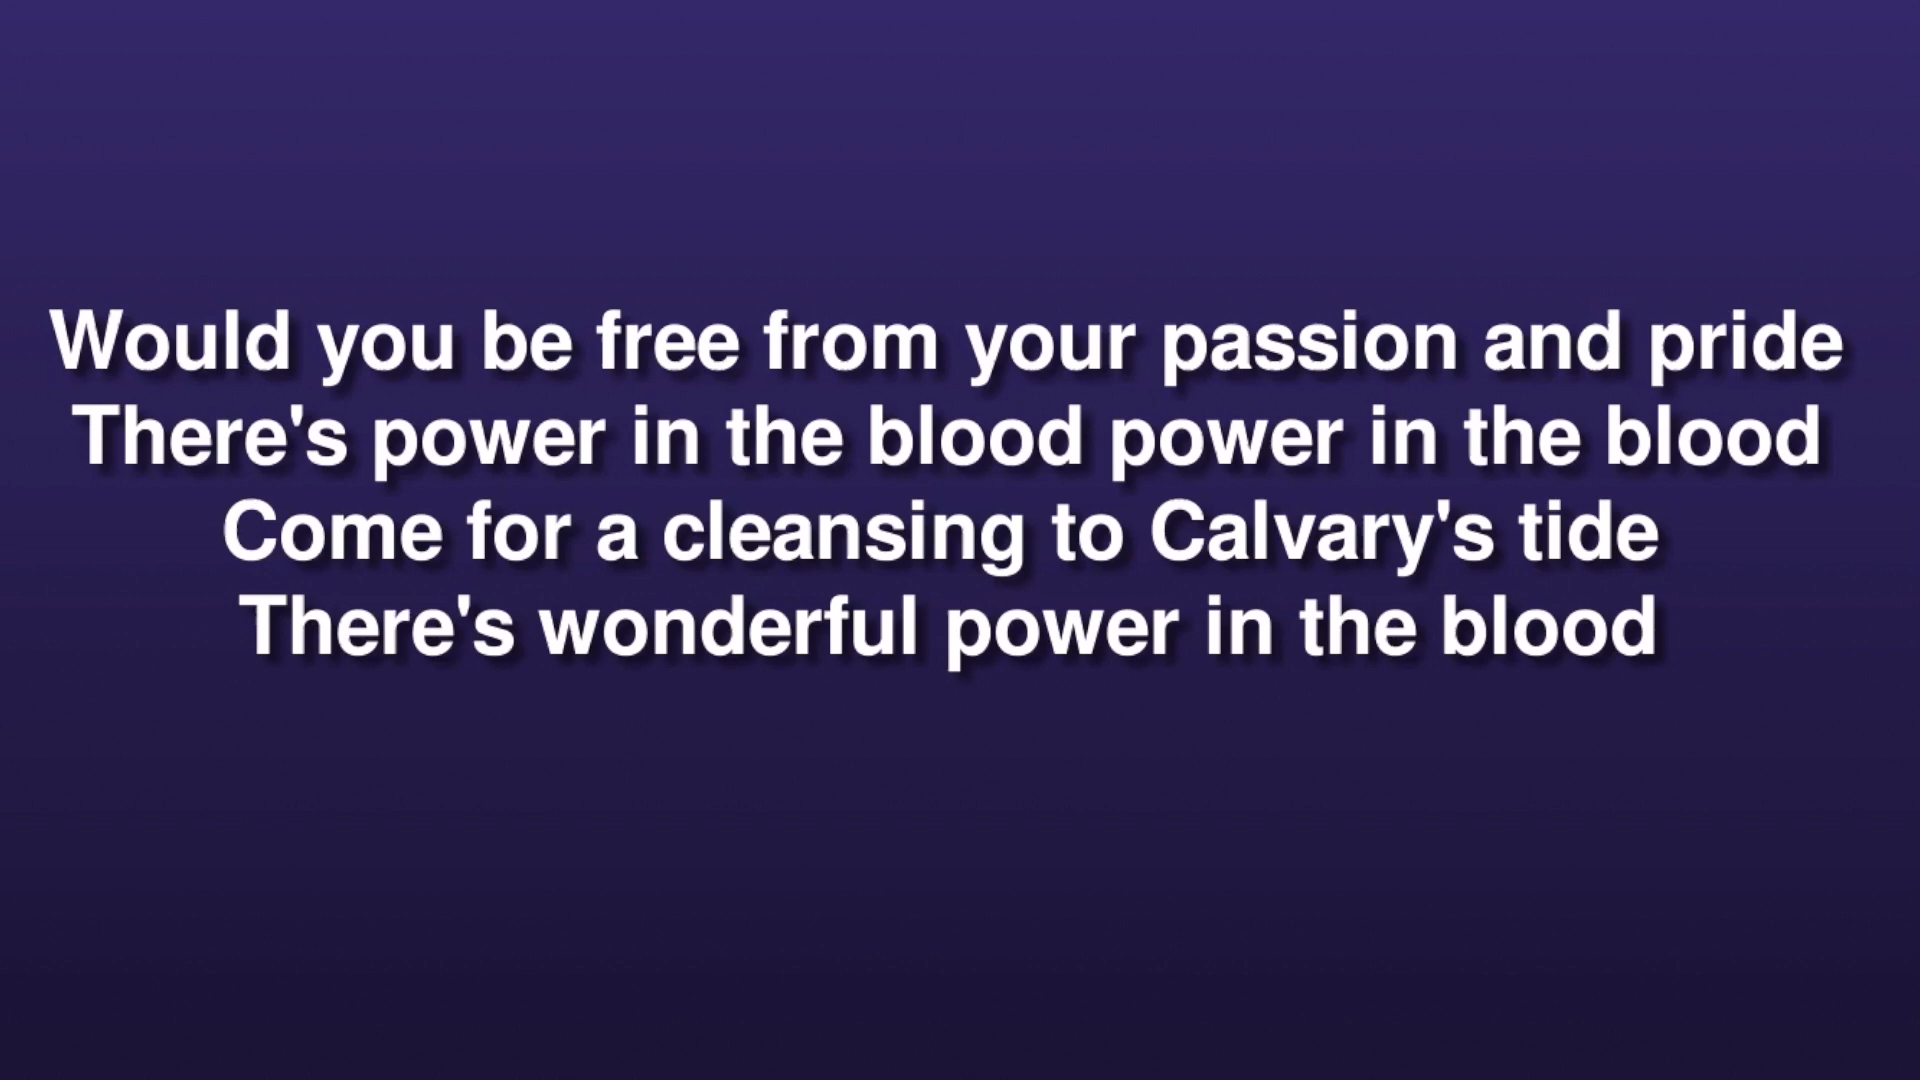 Would you be free from your passion and pride
There's power in the blood power in the blood
Come for a cleansing to Calvary's tide
There's wonderful power in the blood